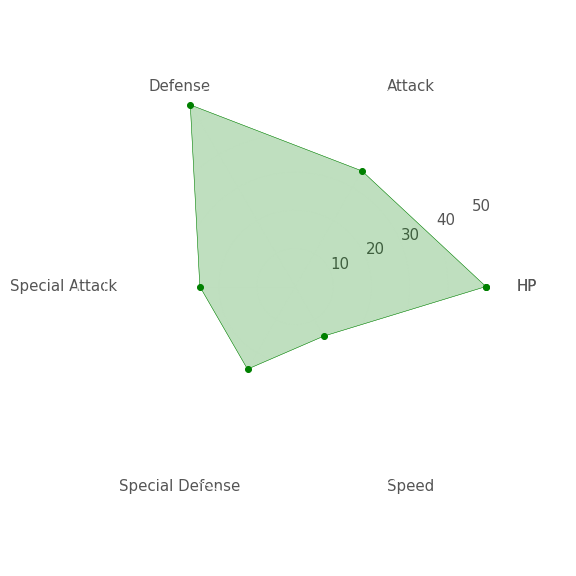 Defense
Attack
50
40
30
20
10
Special Attack
HP
Special Defense
Speed